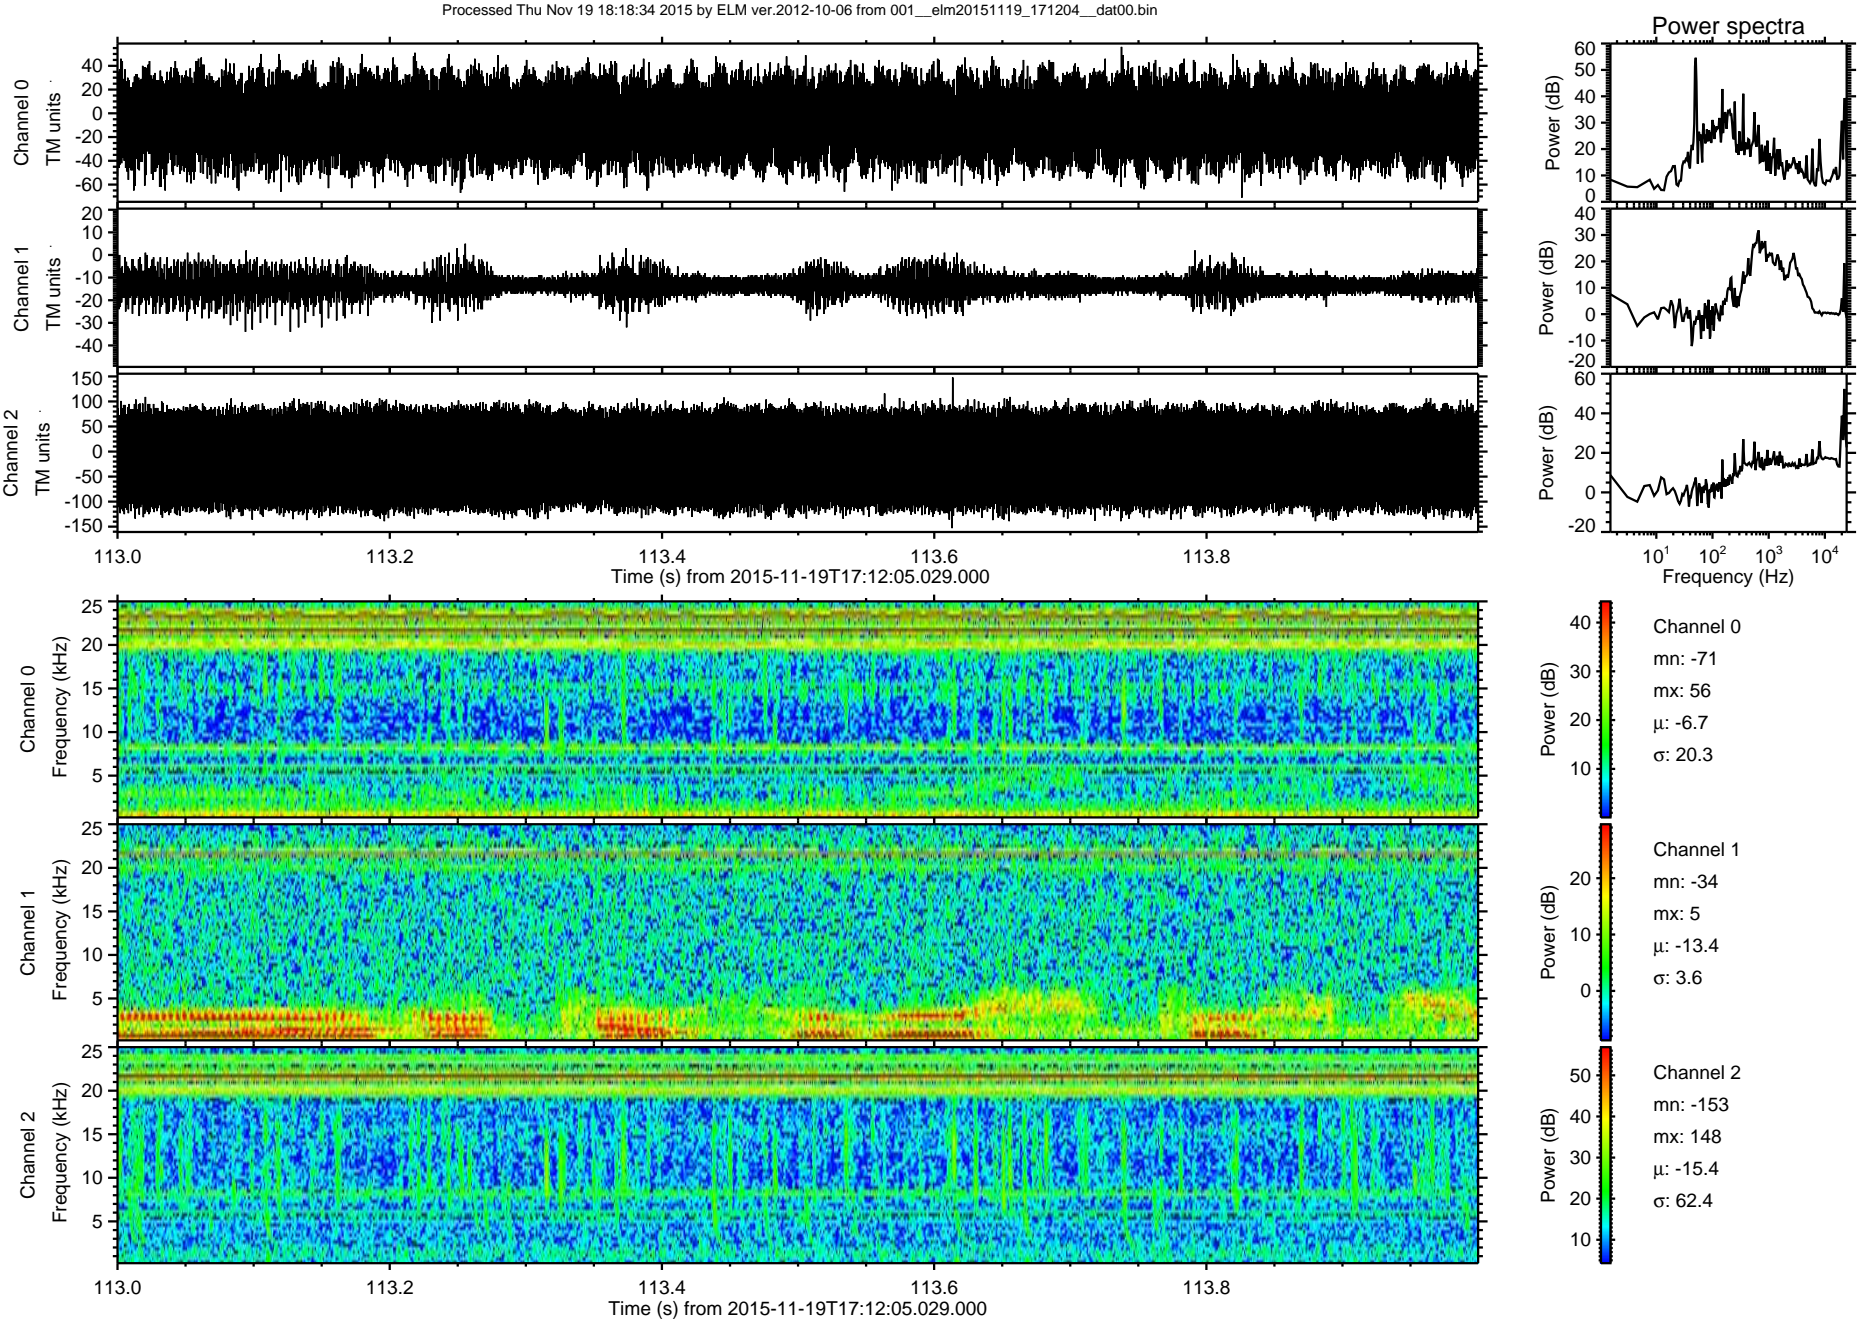 Processed Thu Nov 19 18:18:34 2015 by ELM ver.2012-10-06 from 001__elm20151119_171204__dat00.bin
Power spectra
Channel 0
TM units
40
20
0
-20
-40
-60
Power (dB)
60
50
40
30
20
10
0
Channel 1
TM units
20
10
0
-10
-20
-30
-40
Power (dB)
40
30
20
10
0
-10
-20
Channel 2
TM units
150
100
50
0
-50
-100
-150
Power (dB)
60
40
20
0
-20
113.0 113.2 113.4 113.6 113.8
Time (s) from 2015-11-19T17:12:05.029.000
10^1 10^2 10^3 10^4
Frequency (Hz)
Channel 0
Frequency (kHz)
25
20
15
10
5
Power (dB)
40
30
20
10
Channel 0
mn: -71
mx: 56
μ: -6.7
σ: 20.3
Channel 1
Frequency (kHz)
25
20
15
10
5
Power (dB)
20
10
0
Channel 1
mn: -34
mx: 5
μ: -13.4
σ: 3.6
Channel 2
Frequency (kHz)
25
20
15
10
5
Power (dB)
50
40
30
20
10
Channel 2
mn: -153
mx: 148
μ: -15.4
σ: 62.4
113.0 113.2 113.4 113.6 113.8
Time (s) from 2015-11-19T17:12:05.029.000